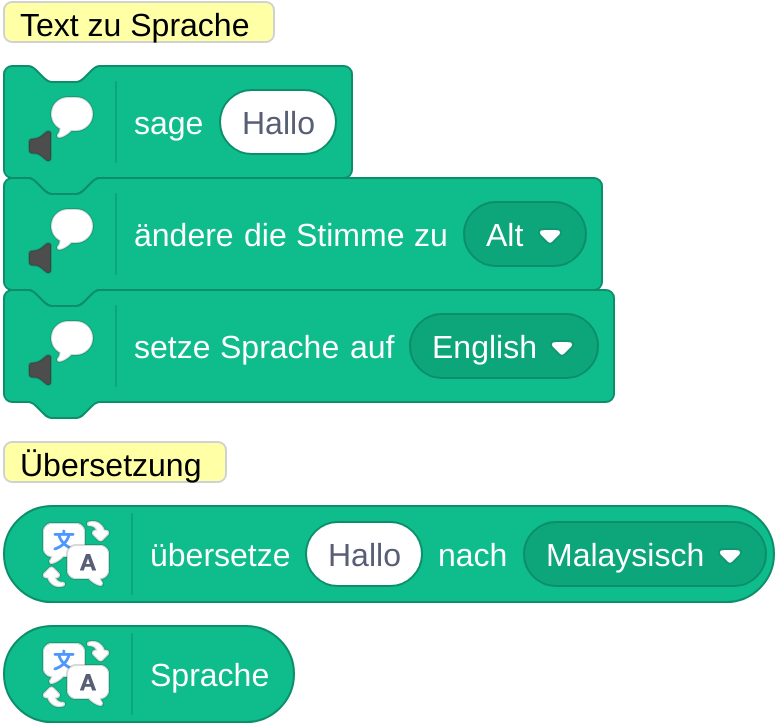 Text zu Sprache
sage Hallo
ändere die Stimme zu Alt
setze Sprache auf English
Übersetzung
文 A übersetze Hallo nach Malaysisch
文 A Sprache